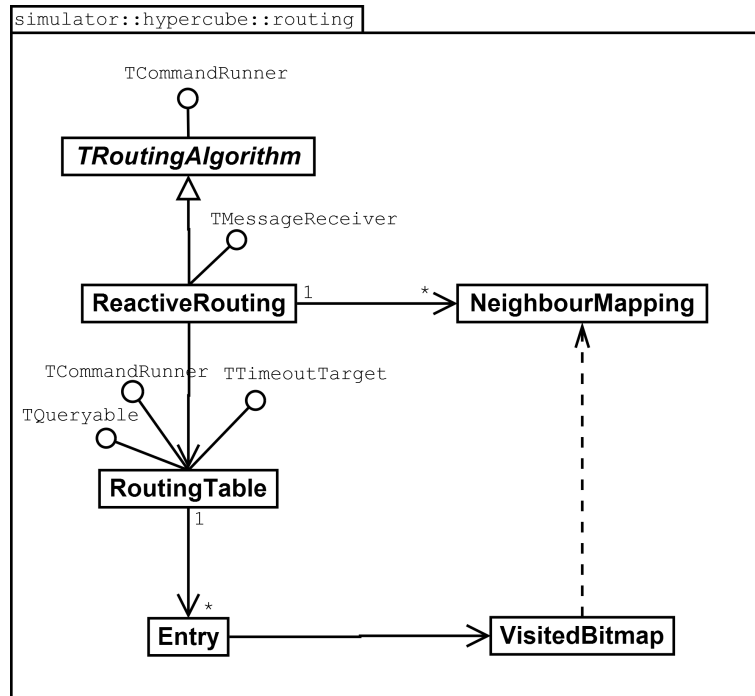 simulator::hypercube::routing
TCommandRunner
TRoutingAlgorithm
TMessageReceiver
ReactiveRouting
1
*
NeighbourMapping
TCommandRunner
TTimeoutTarget
TQueryable
RoutingTable
1
*
Entry
VisitedBitmap